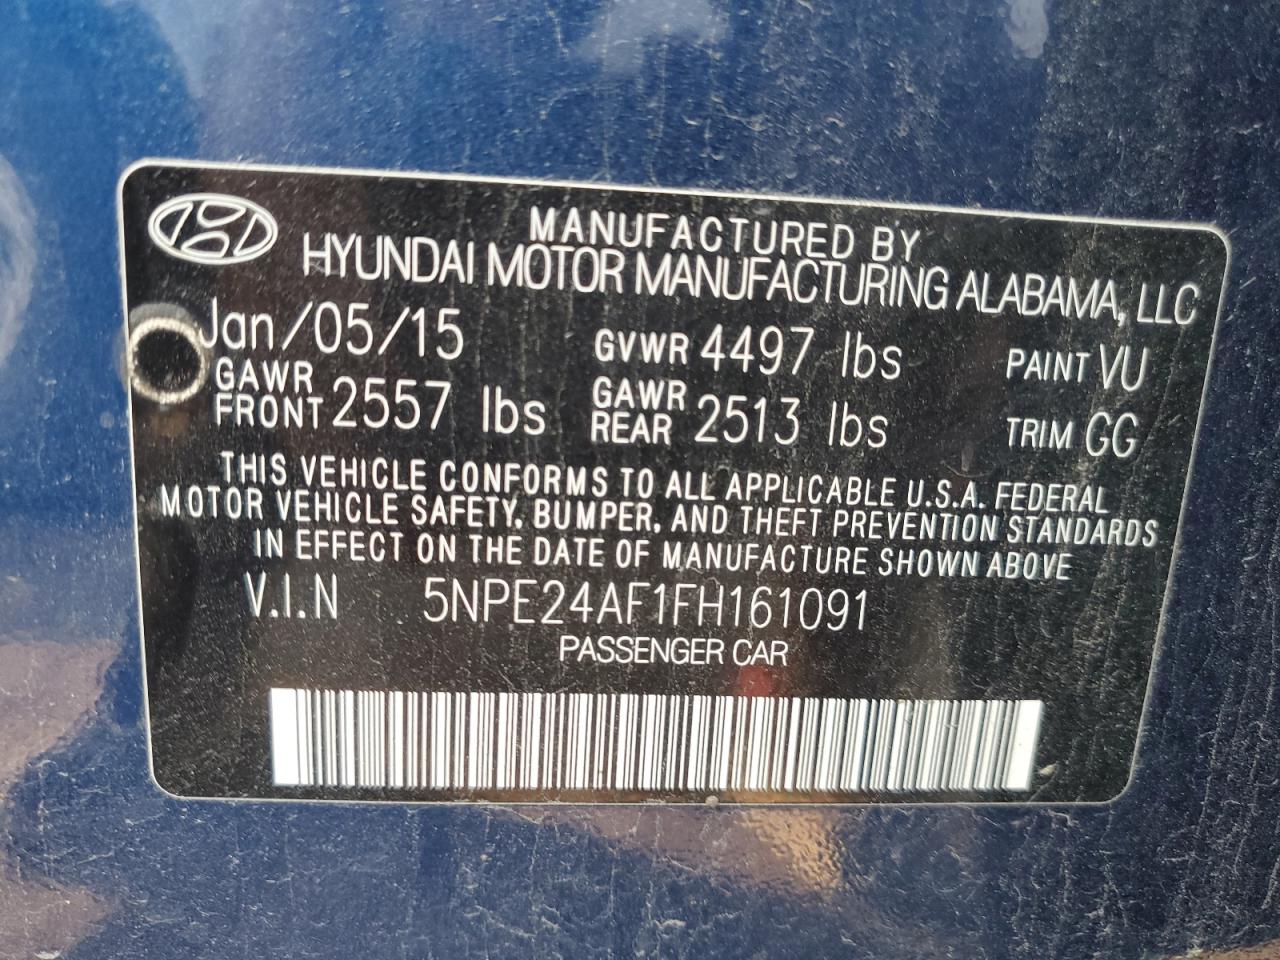 MANUFACTURED BY
HYUNDAI MOTOR MANUFACTURING ALABAMA, LLC
Jan/05/15 GVWR 4497 lbs PAINT VU
GAWR FRONT 2557 lbs GAWR REAR 2513 lbs TRIM GG
THIS VEHICLE CONFORMS TO ALL APPLICABLE U.S.A. FEDERAL
MOTOR VEHICLE SAFETY, BUMPER, AND THEFT PREVENTION STANDARDS
IN EFFECT ON THE DATE OF MANUFACTURE SHOWN ABOVE
V.I.N 5NPE24AF1FH161091
PASSENGER CAR